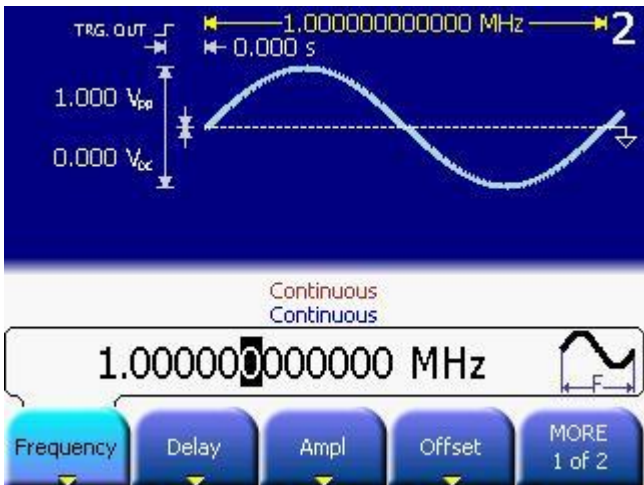 TRG. OUT
1.000000000000 MHz
2
0.000 s
1.000 Vpp
0.000 VDC
Continuous
Continuous
1.000000000000 MHz
F
Frequency
Delay
Ampl
Offset
MORE
1 of 2